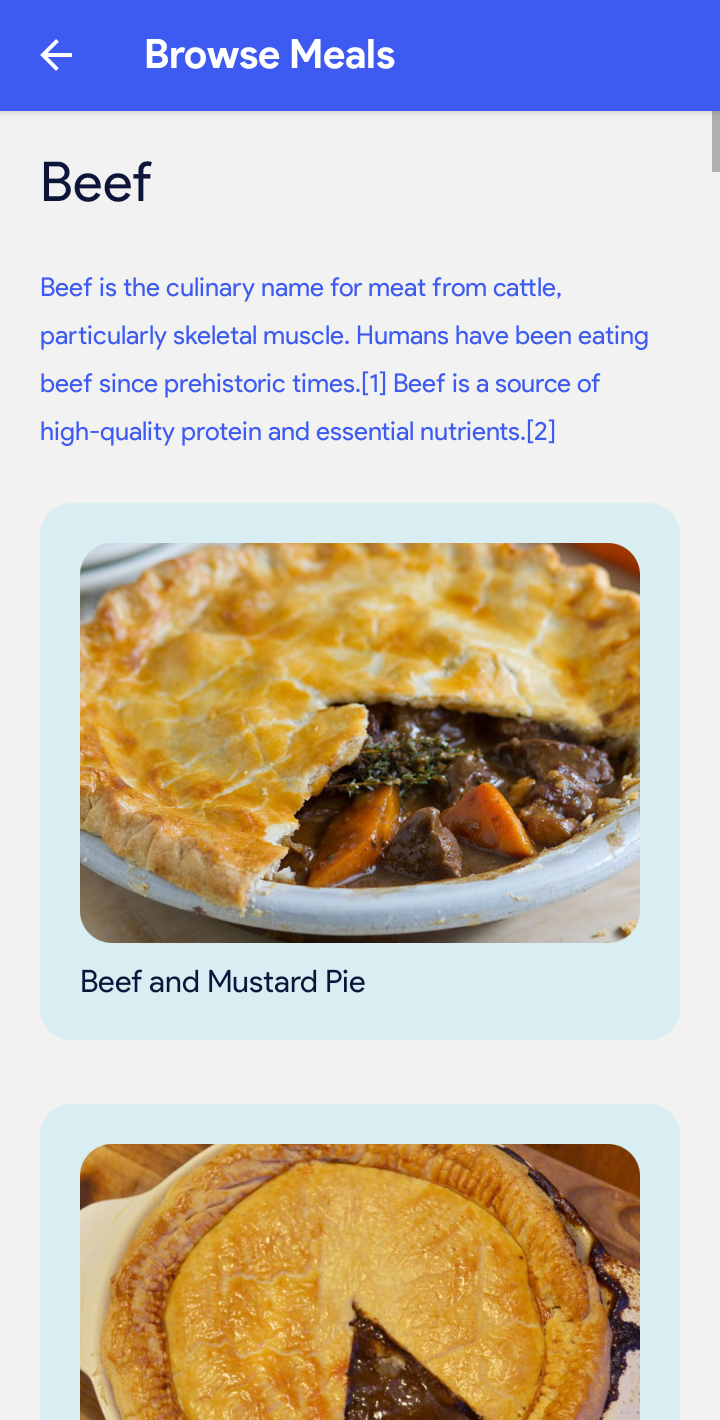 Browse Meals
Beef
Beef is the culinary name for meat from cattle,
particularly skeletal muscle. Humans have been eating
beef since prehistoric times.[1] Beef is a source of
high-quality protein and essential nutrients.[2]
Beef and Mustard Pie